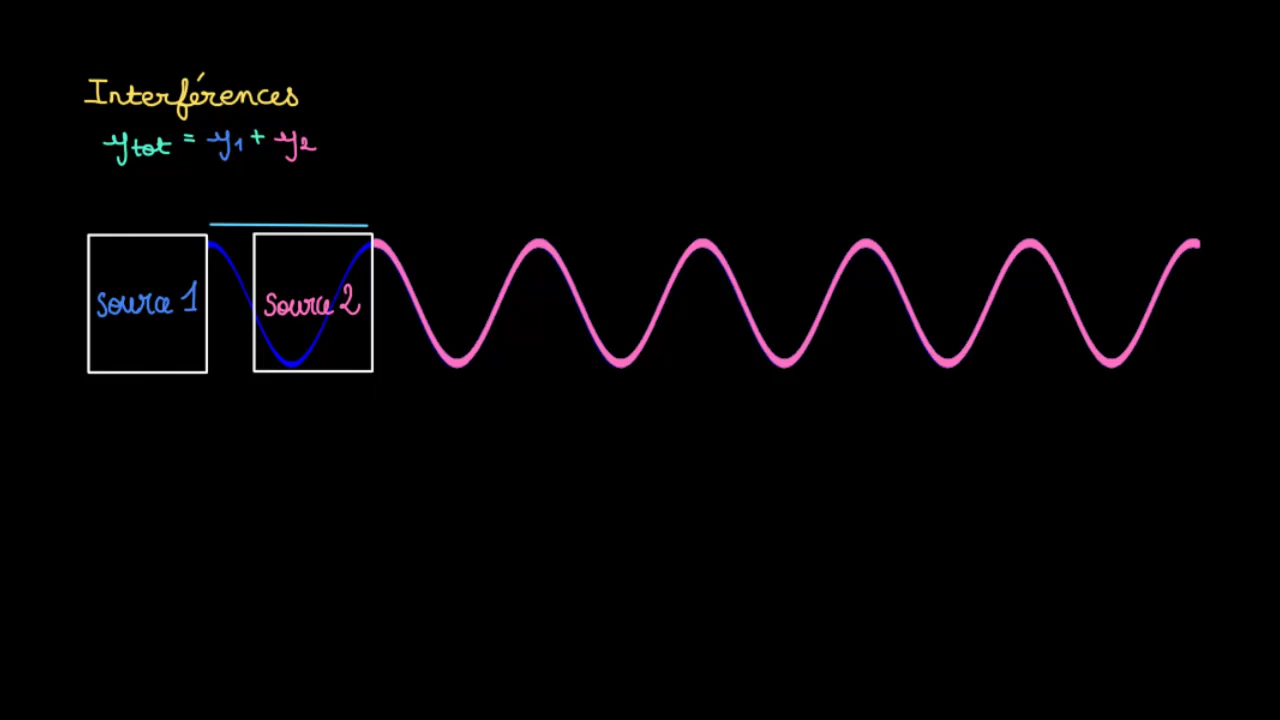 Interférences
ytot = y1 + y2
Source 1
Source 2